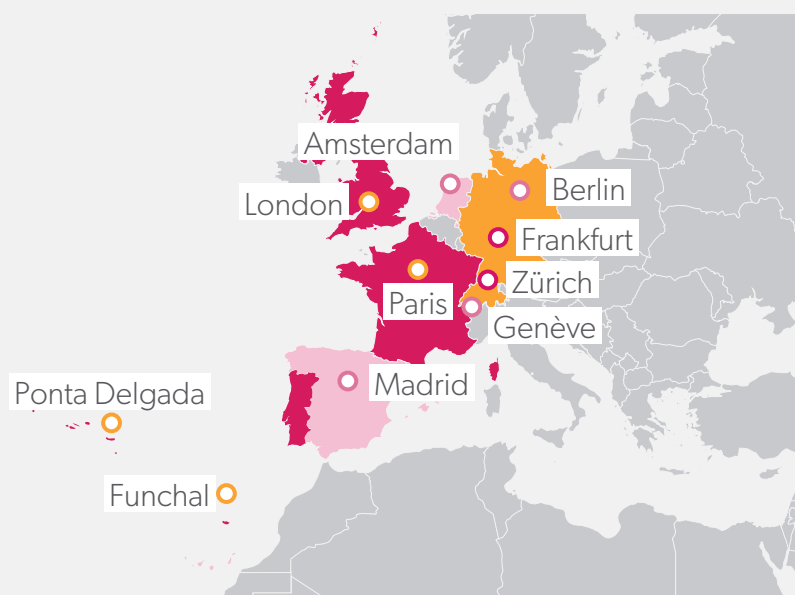 Amsterdam
London
Berlin
Frankfurt
Zürich
Paris
Genève
Madrid
Ponta Delgada
Funchal